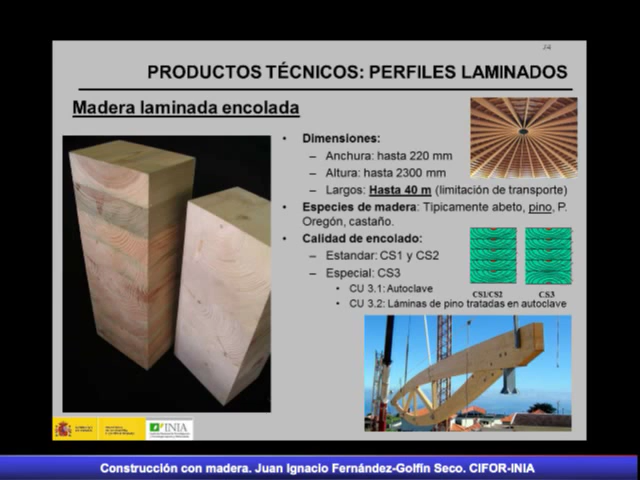 PRODUCTOS TÉCNICOS: PERFILES LAMINADOS
Madera laminada encolada
• Dimensiones:
– Anchura: hasta 220 mm
– Altura: hasta 2300 mm
– Largos: Hasta 40 m (limitación de transporte)
• Especies de madera: Tipicamente abeto, pino, P.
Oregón, castaño.
• Calidad de encolado:
– Estandar: CS1 y CS2
– Especial: CS3
• CU 3.1: Autoclave
• CU 3.2: Láminas de pino tratadas en autoclave
CS1/CS2
C.S3
INIA
Construcción con madera. Juan Ignacio Fernández-Golfín Seco. CIFOR-INIA